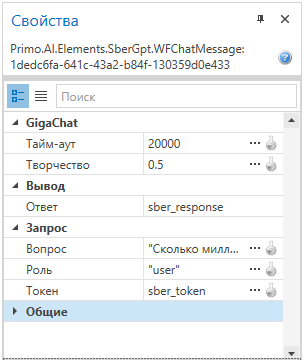 Свойства
Primo.AI.Elements.SberGpt.WFChatMessage:
1dedc6fa-641c-43a2-b84f-130359d0e433
Поиск
GigaChat
Тайм-аут 20000 ...
Творчество 0.5 ...
Вывод
Ответ sber_response
Запрос
Вопрос "Сколько милл... ...
Роль "user" ...
Токен sber_token ...
Общие